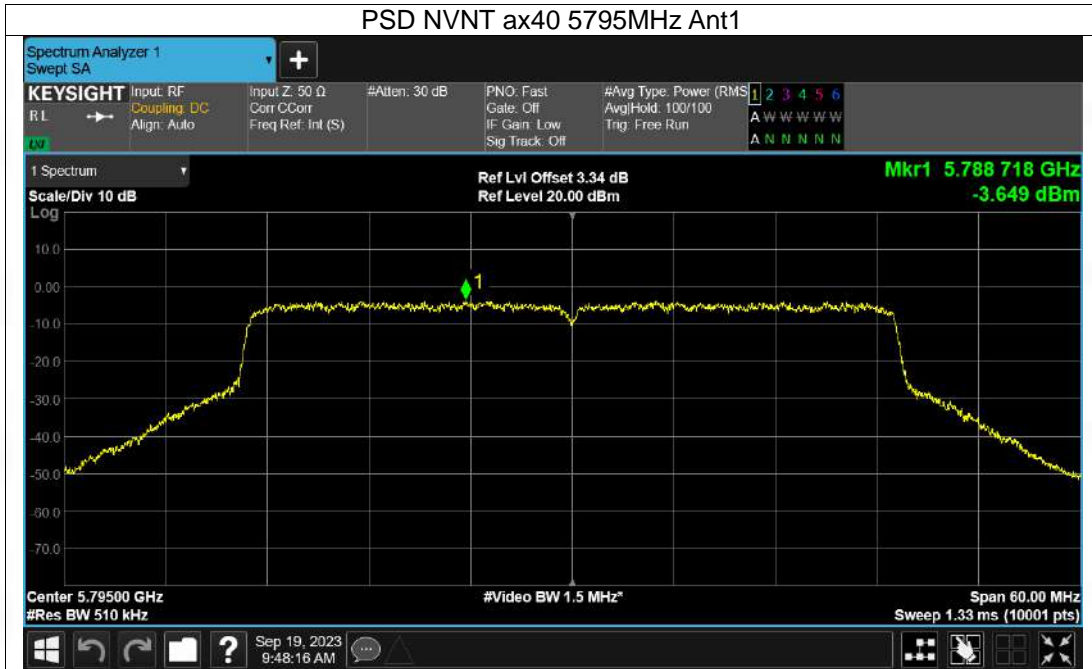 PSD NVNT ax40 5795MHz Ant1
Spectrum Analyzer 1
Swept SA
+
KEYSIGHT Input: RF Input Z: 50 Ω #Atten: 30 dB PNO: Fast #Avg Type: Power (RMS 1 2 3 4 5 6
R L Coupling: DC Corr CCorr Gate: Off Avg|Hold: 100/100 A W W W W W
Align: Auto Freq Ref: Int (S) IF Gain: Low Trig: Free Run
LXI Sig Track: Off A N N N N N
1 Spectrum Ref Lvl Offset 3.34 dB Mkr1 5.788 718 GHz
Scale/Div 10 dB Ref Level 20.00 dBm -3.649 dBm
Log
10.0
0.00
1
-10.0
-20.0
-30.0
-40.0
-50.0
-60.0
-70.0
Center 5.79500 GHz #Video BW 1.5 MHz* Span 60.00 MHz
#Res BW 510 kHz Sweep 1.33 ms (10001 pts)
? Sep 19, 2023
9:48:16 AM